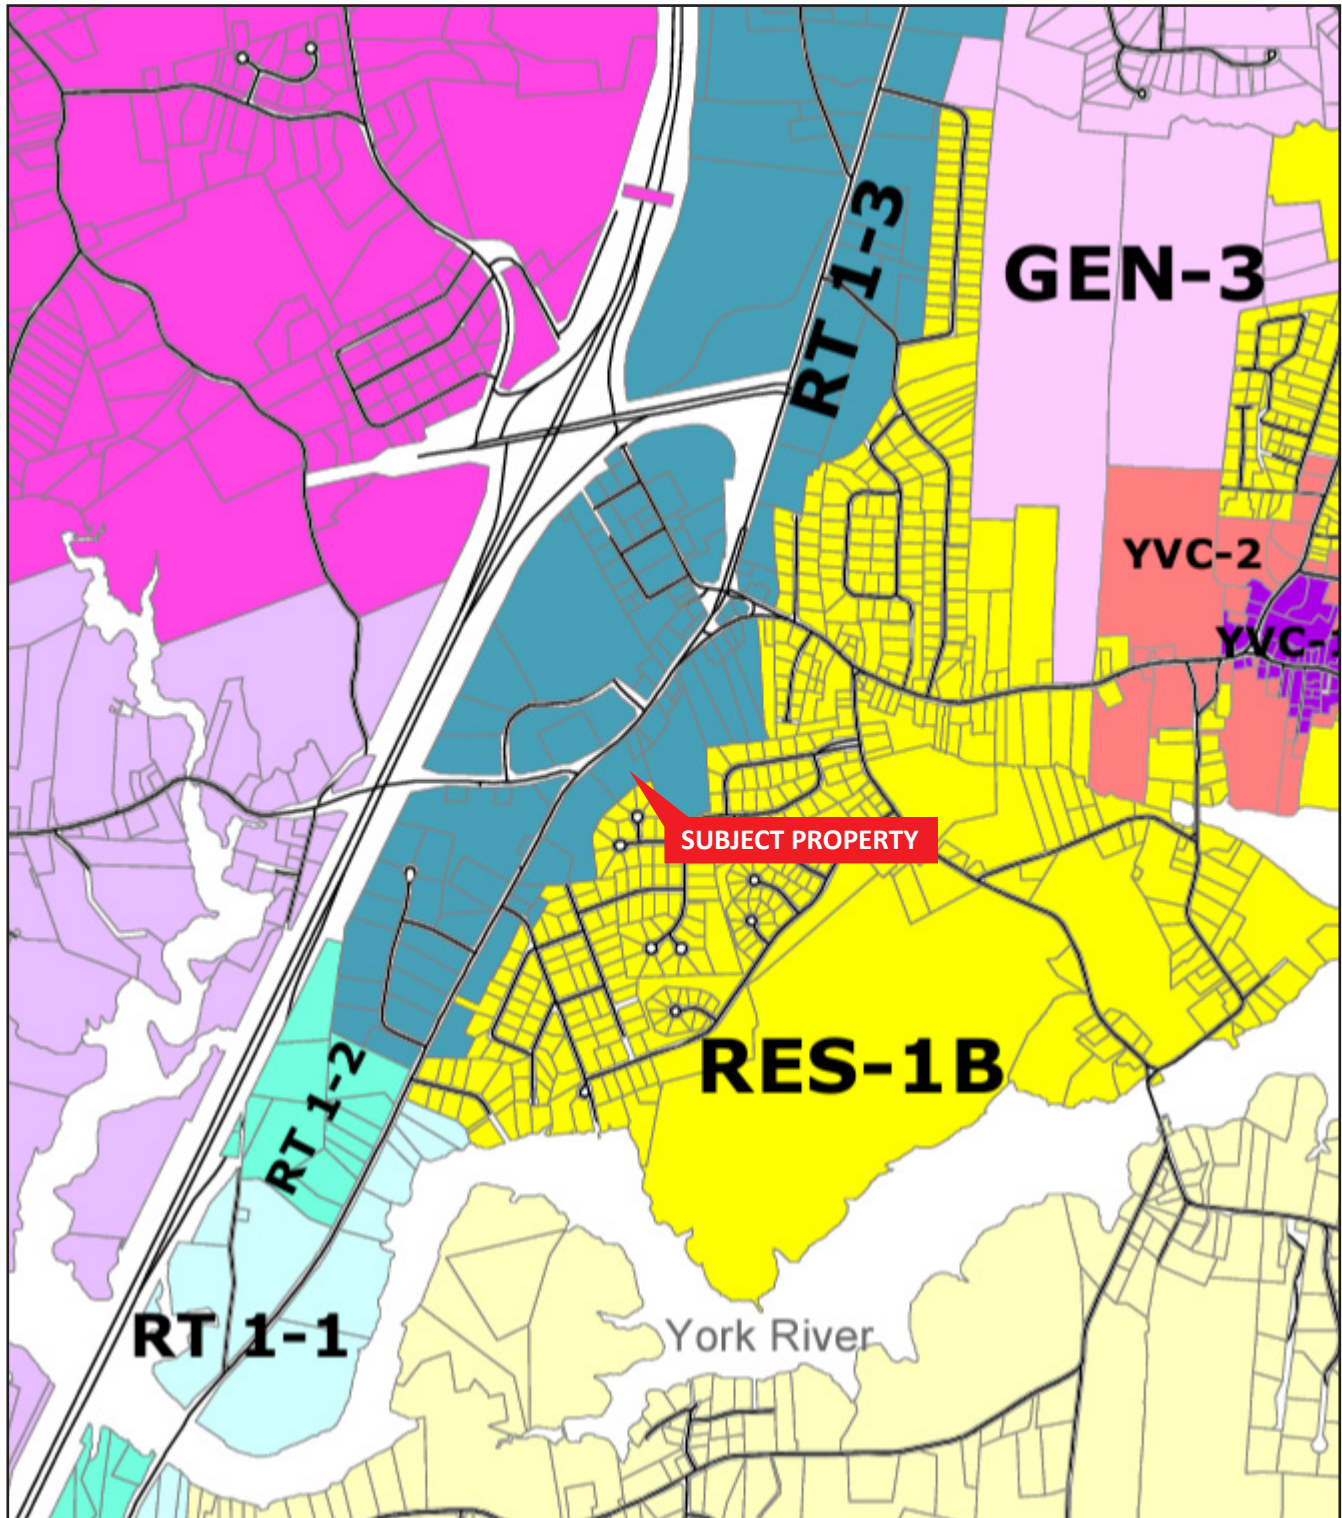 RT 1-3
GEN-3
YVC-2
YVC-
SUBJECT PROPERTY
RES-1B
RT 1-2
RT 1-1
York River